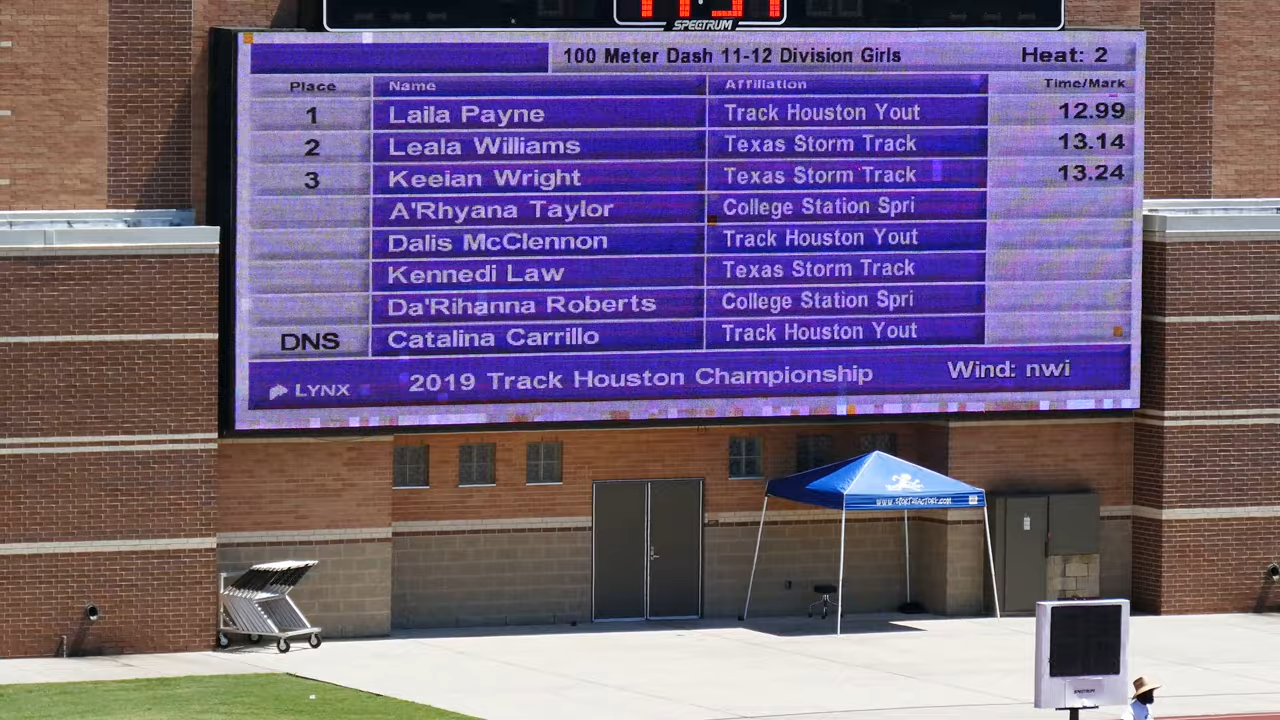 SPECTRUM
100 Meter Dash 11-12 Division Girls Heat: 2
Place Name Affiliation Time/Mark
1 Laila Payne Track Houston Yout 12.99
2 Leala Williams Texas Storm Track 13.14
3 Keeian Wright Texas Storm Track 13.24
A'Rhyana Taylor College Station Spri
Dalis McClennon Track Houston Yout
Kennedi Law Texas Storm Track
Da'Rihanna Roberts College Station Spri
DNS Catalina Carrillo Track Houston Yout
LYNX 2019 Track Houston Championship Wind: nwi
SPECTRUM